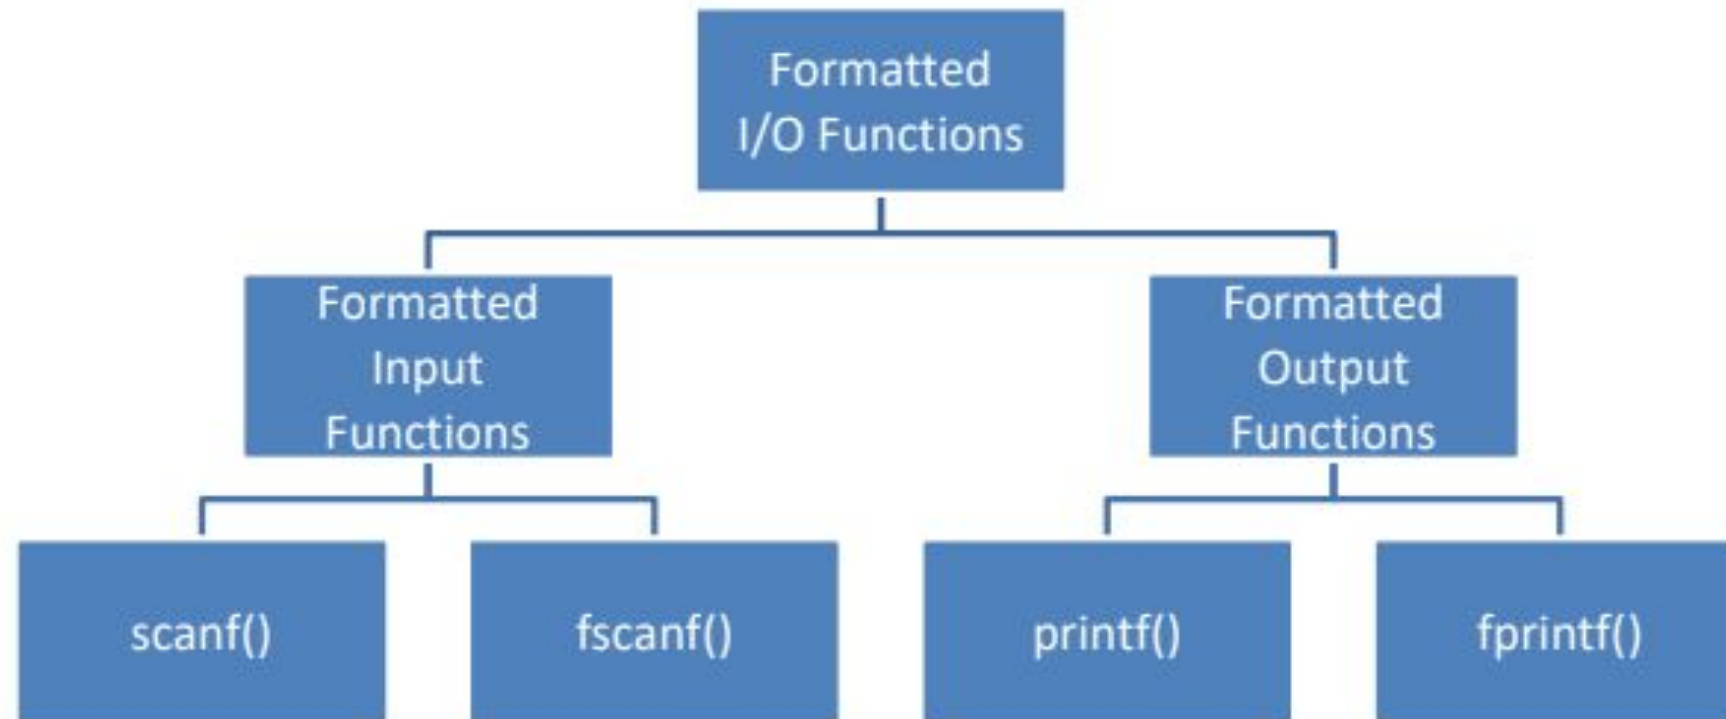 Formatted
I/O Functions
Formatted
Input
Functions
Formatted
Output
Functions
scanf()
fscanf()
printf()
fprintf()